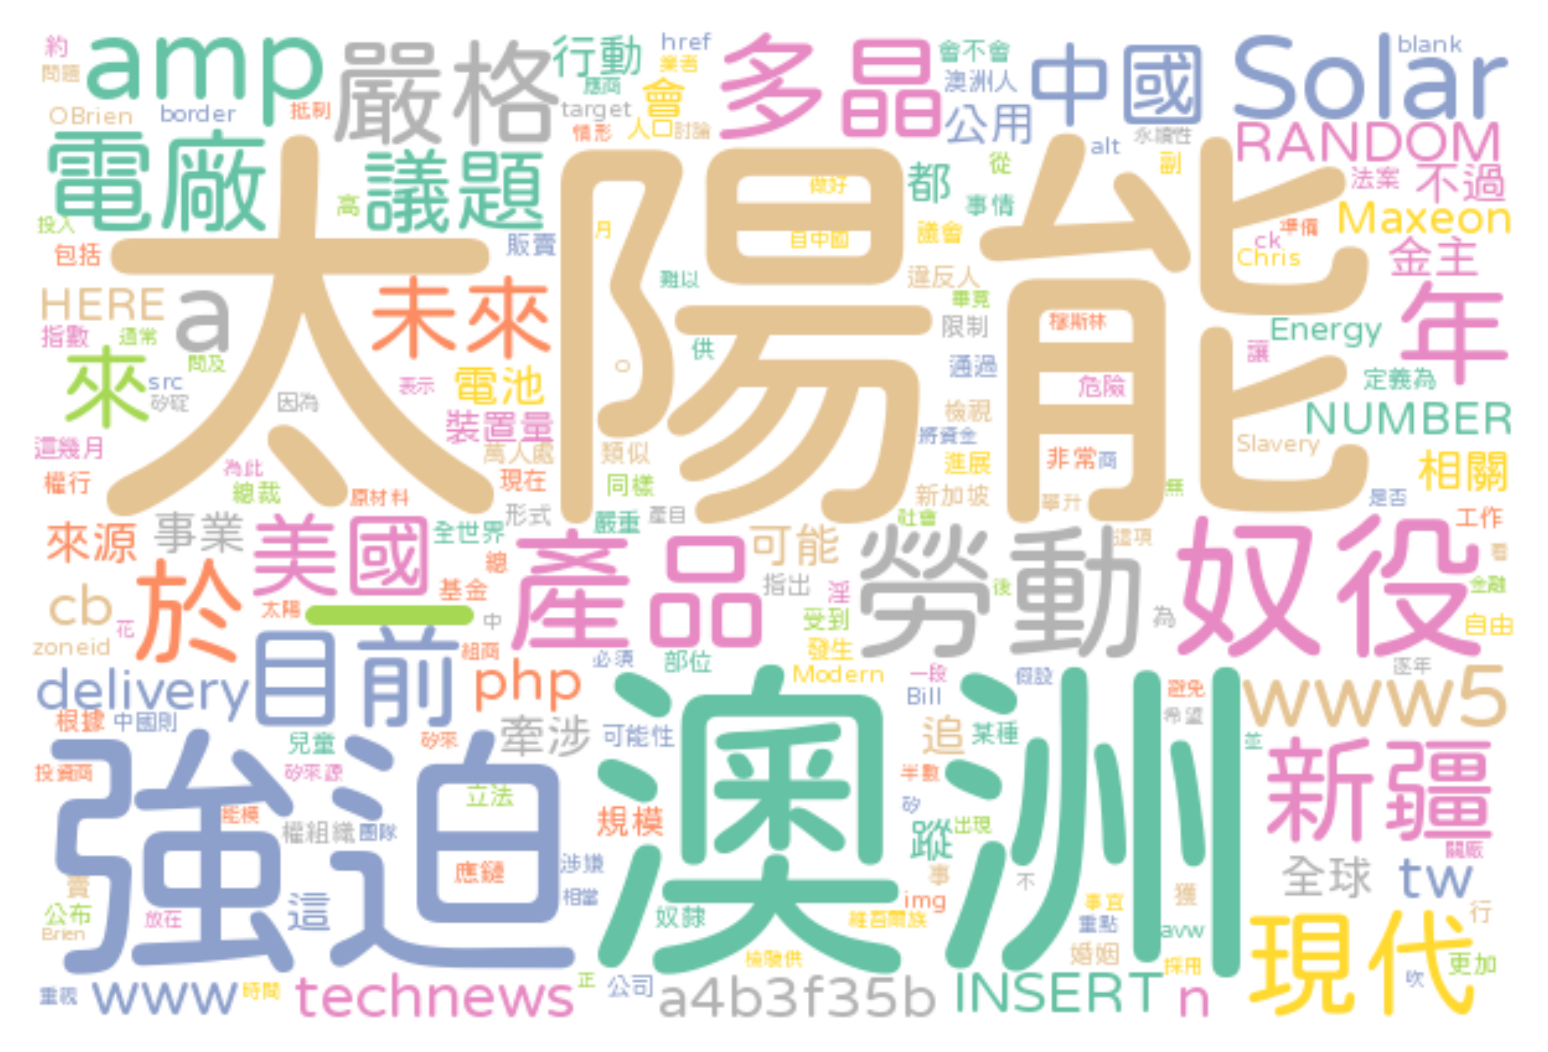 約 amp 嚴格 行動 href 多晶 會不會 中國 Solar blank
問題 應商 業者 澳洲人
OBrien border 抵制 target 會 公用 RANDOM
情形 人口 討論 永續性 alt
電廠 議題 做好 都 從 副 法案 不過
投入 高 月 自中國 議會 事情 準備 Maxeon
包括 販賣 難以 違反人 ck Chris 金主
HERE a 太陽能 未來 畢竟 年
指數 通常 供 限制 穆斯林 Energy
來 問及 通過 讓
src 矽碇 因為 表示 電池 危險 定義為
裝置量 檢視 NUMBER
這幾月 萬人處 類似 將資金 Slavery
權行 為此 總裁 原材料 現在 同樣 進展 非常 商 相關
形式 嚴重 產目 新加坡 社會 畢升 無 是否
來源 事業 美國 全世界 產品 可能 勞動 這項 奴役 工作 看
cb 於 總 基金 指出 淫 後 金融
花 太陽 一 中 受到 為 自由
zoneid 目前 組商 必須 部位 發生 逐年
delivery php Modern 一段 假設 避免 www5
根據 中國則 牽涉 可能性 澳洲 Bill 希望
兒童 矽來 追 某種 並
投資商 矽來源 半數 新疆
強迫 能模 立法 規模 矽
權組織 團隊 蹤 出現 關廠
賣 應鏈 涉嫌 事 不 全球 tw
公布 放在 這 相當 奴隸 維吾爾族 img 事宜 獲 行
Brien 重點 avw 現代
檢驗供 婚姻 採用 更加
重視 www 時間 technews 正 公司 a4b3f35b INSERT n 吹